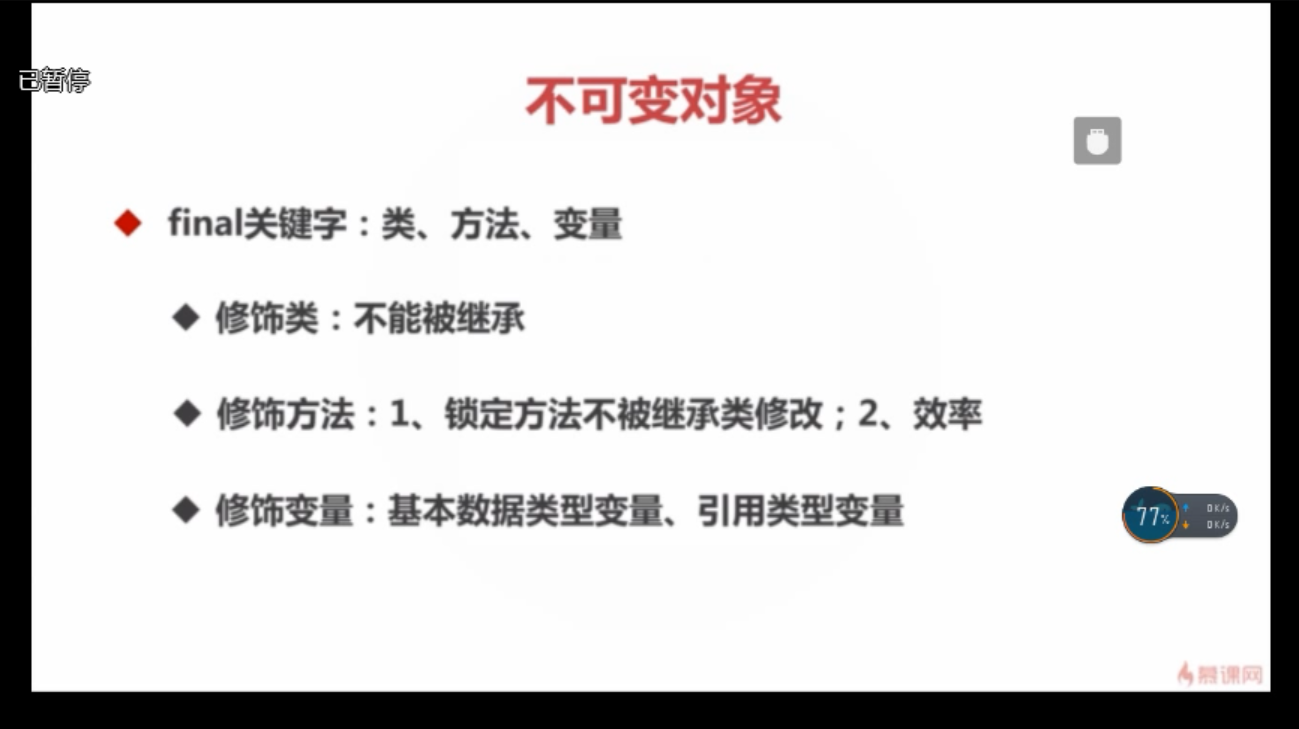 已暂停
不可变对象
final关键字：类、方法、变量
修饰类：不能被继承
修饰方法：1、锁定方法不被继承类修改；2、效率
修饰变量：基本数据类型变量、引用类型变量
77%
0K/s
0K/s
慕课网